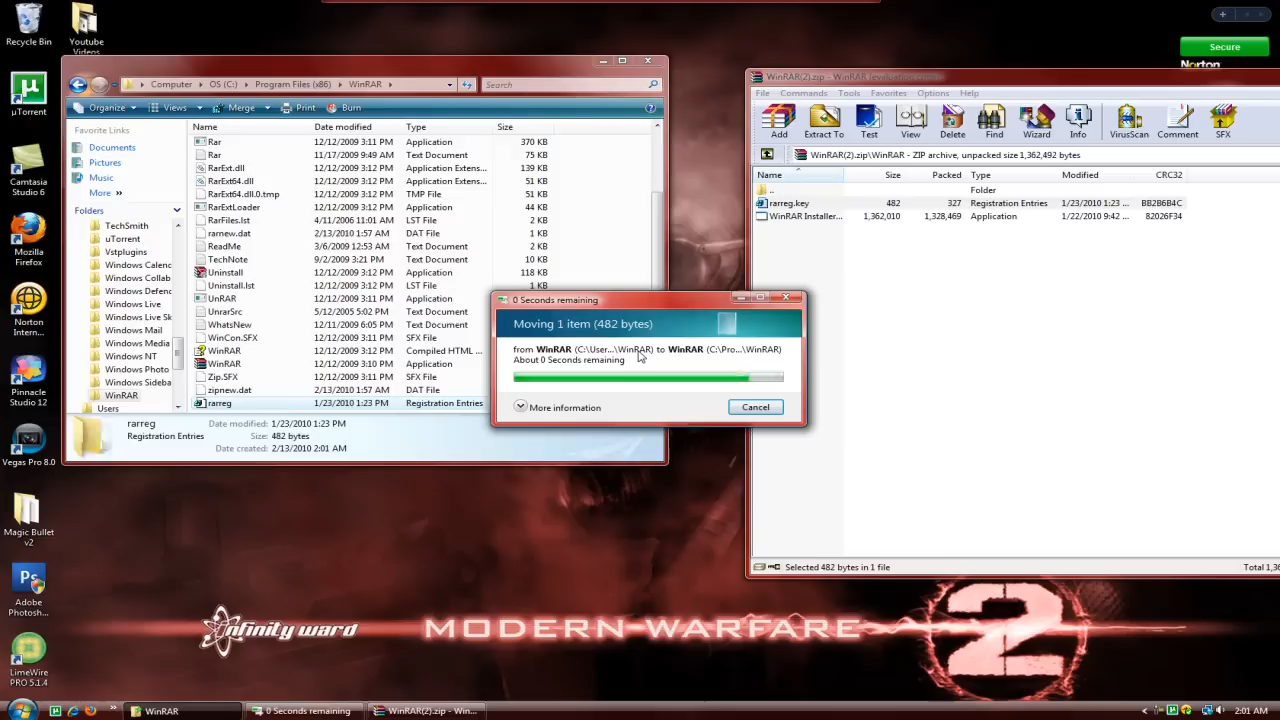 Recycle Bin
Youtube
Videos
µTorrent
Camtasia
Studio 6
Mozilla
Firefox
Norton
Intern...
Pinnacle
Studio 12
Vegas Pro 8.0
Magic Bullet
v2
Adobe
Photosh...
LimeWire
PRO 5.1.4
Secure
Norton
Computer OS (C:) Program Files (x86) WinRAR
Search
Organize Views Merge Print Burn
Favorite Links
Documents
Pictures
Music
More »
Folders
TechSmith
uTorrent
Vstplugins
Windows Calenc
Windows Collab
Windows Defenc
Windows Live
Windows Mail
Windows Media
Windows NT
Windows Photo
Windows Sideba
WinRAR
Users
Name Date modified Type Size
Rar 12/12/2009 3:11 PM Application 370 KB
Rar 11/17/2009 9:49 AM Text Document 75 KB
RarExt.dll 12/12/2009 3:11 PM Application Extens... 139 KB
RarExt64.dll 12/12/2009 3:11 PM Application Extens... 51 KB
RarExt64.dll.0.tmp 12/12/2009 3:11 PM TMP File 51 KB
RarExtLoader 12/12/2009 3:11 PM Application 44 KB
RarFiles.lst 4/11/2006 11:01 AM LST File 2 KB
rarnew.dat 2/13/2010 1:57 AM DAT File 1 KB
ReadMe 3/6/2009 12:53 AM Text Document 2 KB
TechNote 9/2009 3:21 PM Text Document 10 KB
Uninstall 12/12/2009 3:12 PM Application 118 KB
Uninstall.lst 12/12/2009 3:12 PM LST File 1 KB
UnRAR 12/12/2009 3:11 PM Application
UnrarSrc 5/12/2005 5:02 PM Text Document
WhatsNew 12/11/2009 6:05 PM Text Document
WinCon.SFX 12/12/2009 3:11 PM SFX File
WinRAR 12/12/2009 3:12 PM Compiled HTML ...
WinRAR 12/12/2009 3:10 PM Application
Zip.SFX 12/12/2009 3:11 PM SFX File
zipnew.dat 2/13/2010 1:57 AM DAT File
rarreg 1/23/2010 1:23 PM Registration Entries
rarreg Date modified: 1/23/2010 1:23 PM
Registration Entries Size: 482 bytes
Date created: 2/13/2010 2:01 AM
0 Seconds remaining
Moving 1 item (482 bytes)
from WinRAR (C:\User...\WinRAR) to WinRAR (C:\Pro...\WinRAR)
About 0 Seconds remaining
More information
Cancel
WinRAR(2).zip - WinRAR (evaluation copy)
File Commands Tools Favorites Options Help
Add Extract To Test View Delete Find Wizard Info VirusScan Comment SFX
WinRAR(2).zip\WinRAR - ZIP archive, unpacked size 1,362,492 bytes
Name Size Packed Type Modified CRC32
.. Folder
rarreg.key 482 327 Registration Entries 1/23/2010 1:23 ... BB2B6B4C
WinRAR Installer... 1,362,010 1,328,469 Application 1/22/2010 9:42 ... 82026F34
Selected 482 bytes in 1 file
Total 1,36
infinity ward
MODERN WARFARE 2
WinRAR
0 Seconds remaining
WinRAR(2).zip - Win...
2:01 AM